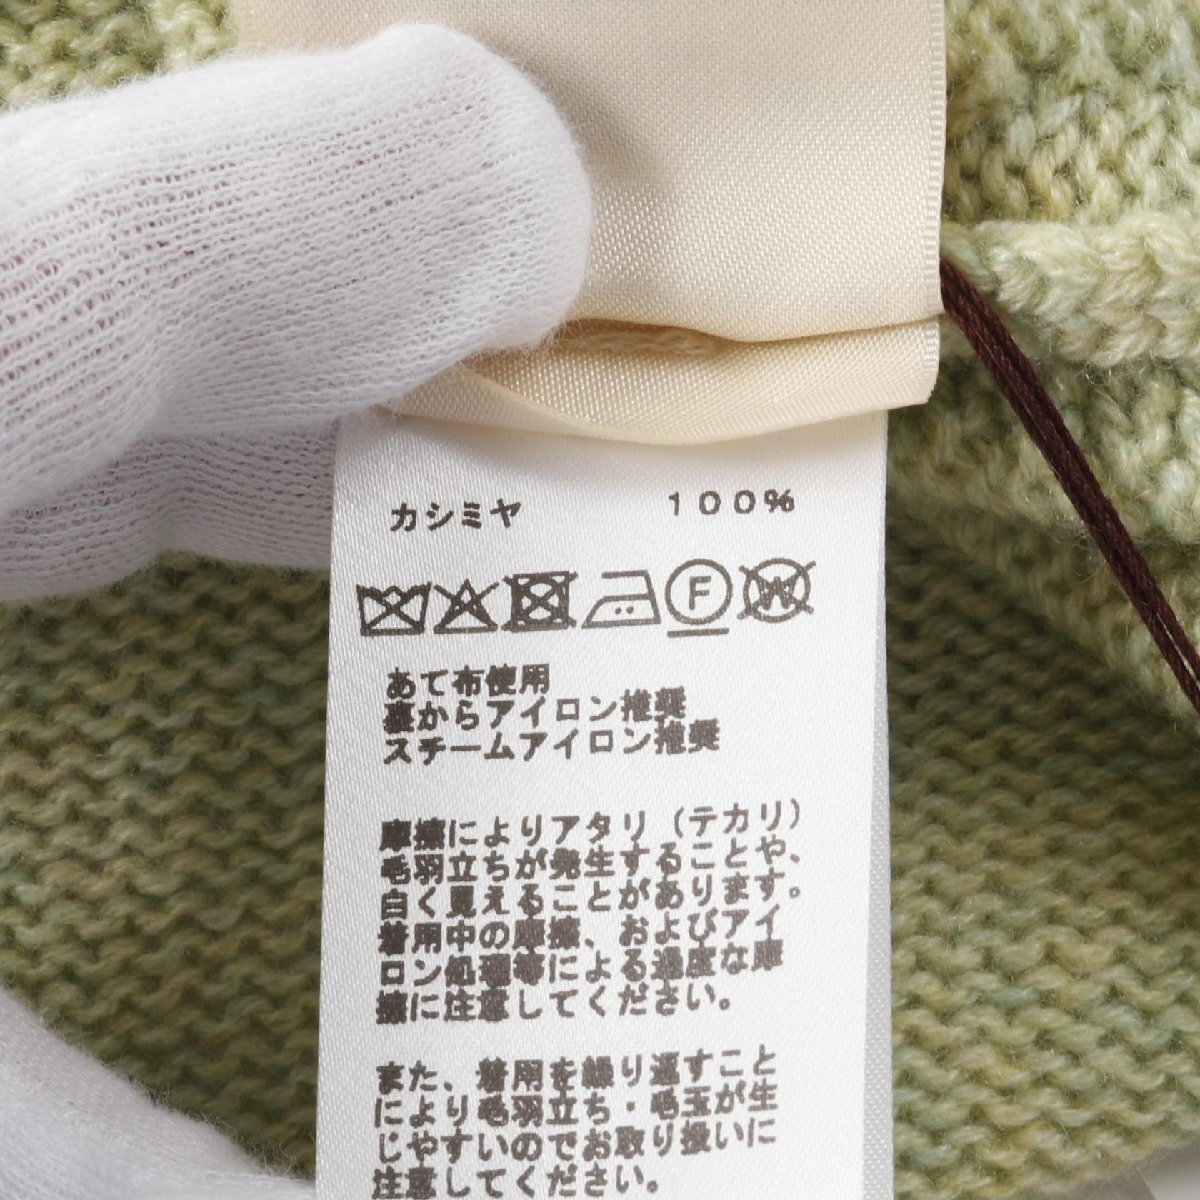 カシミヤ　１００％
F W
あて布使用
裏からアイロン推奨
スチームアイロン推奨
摩擦によりアタリ（テカリ）
毛羽立ちが発生することや、
白く見えることがあります。
着用中の摩擦、およびアイ
ロン処理等による過度な摩
擦に注意してください。
また、着用を繰り返すこと
により毛羽立ち・毛玉が生
じやすいのでお取り扱いに
注意してください。